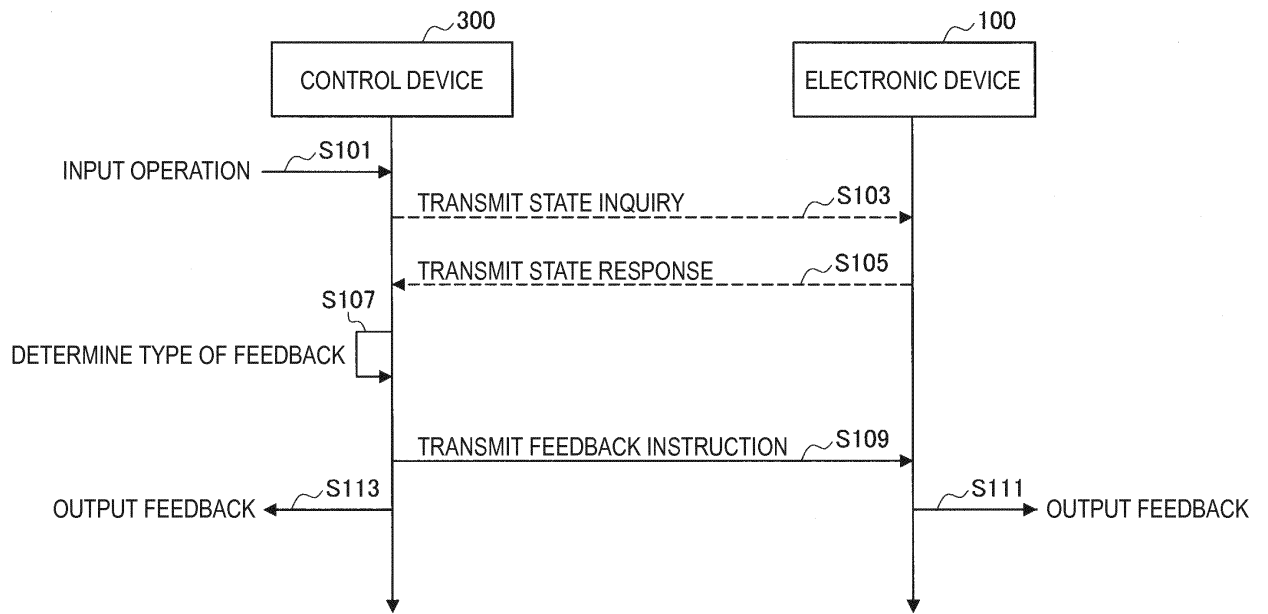 300
100
CONTROL DEVICE
ELECTRONIC DEVICE
S101
INPUT OPERATION
TRANSMIT STATE INQUIRY
S103
TRANSMIT STATE RESPONSE
S105
S107
DETERMINE TYPE OF FEEDBACK
TRANSMIT FEEDBACK INSTRUCTION
S109
S113
OUTPUT FEEDBACK
S111
OUTPUT FEEDBACK